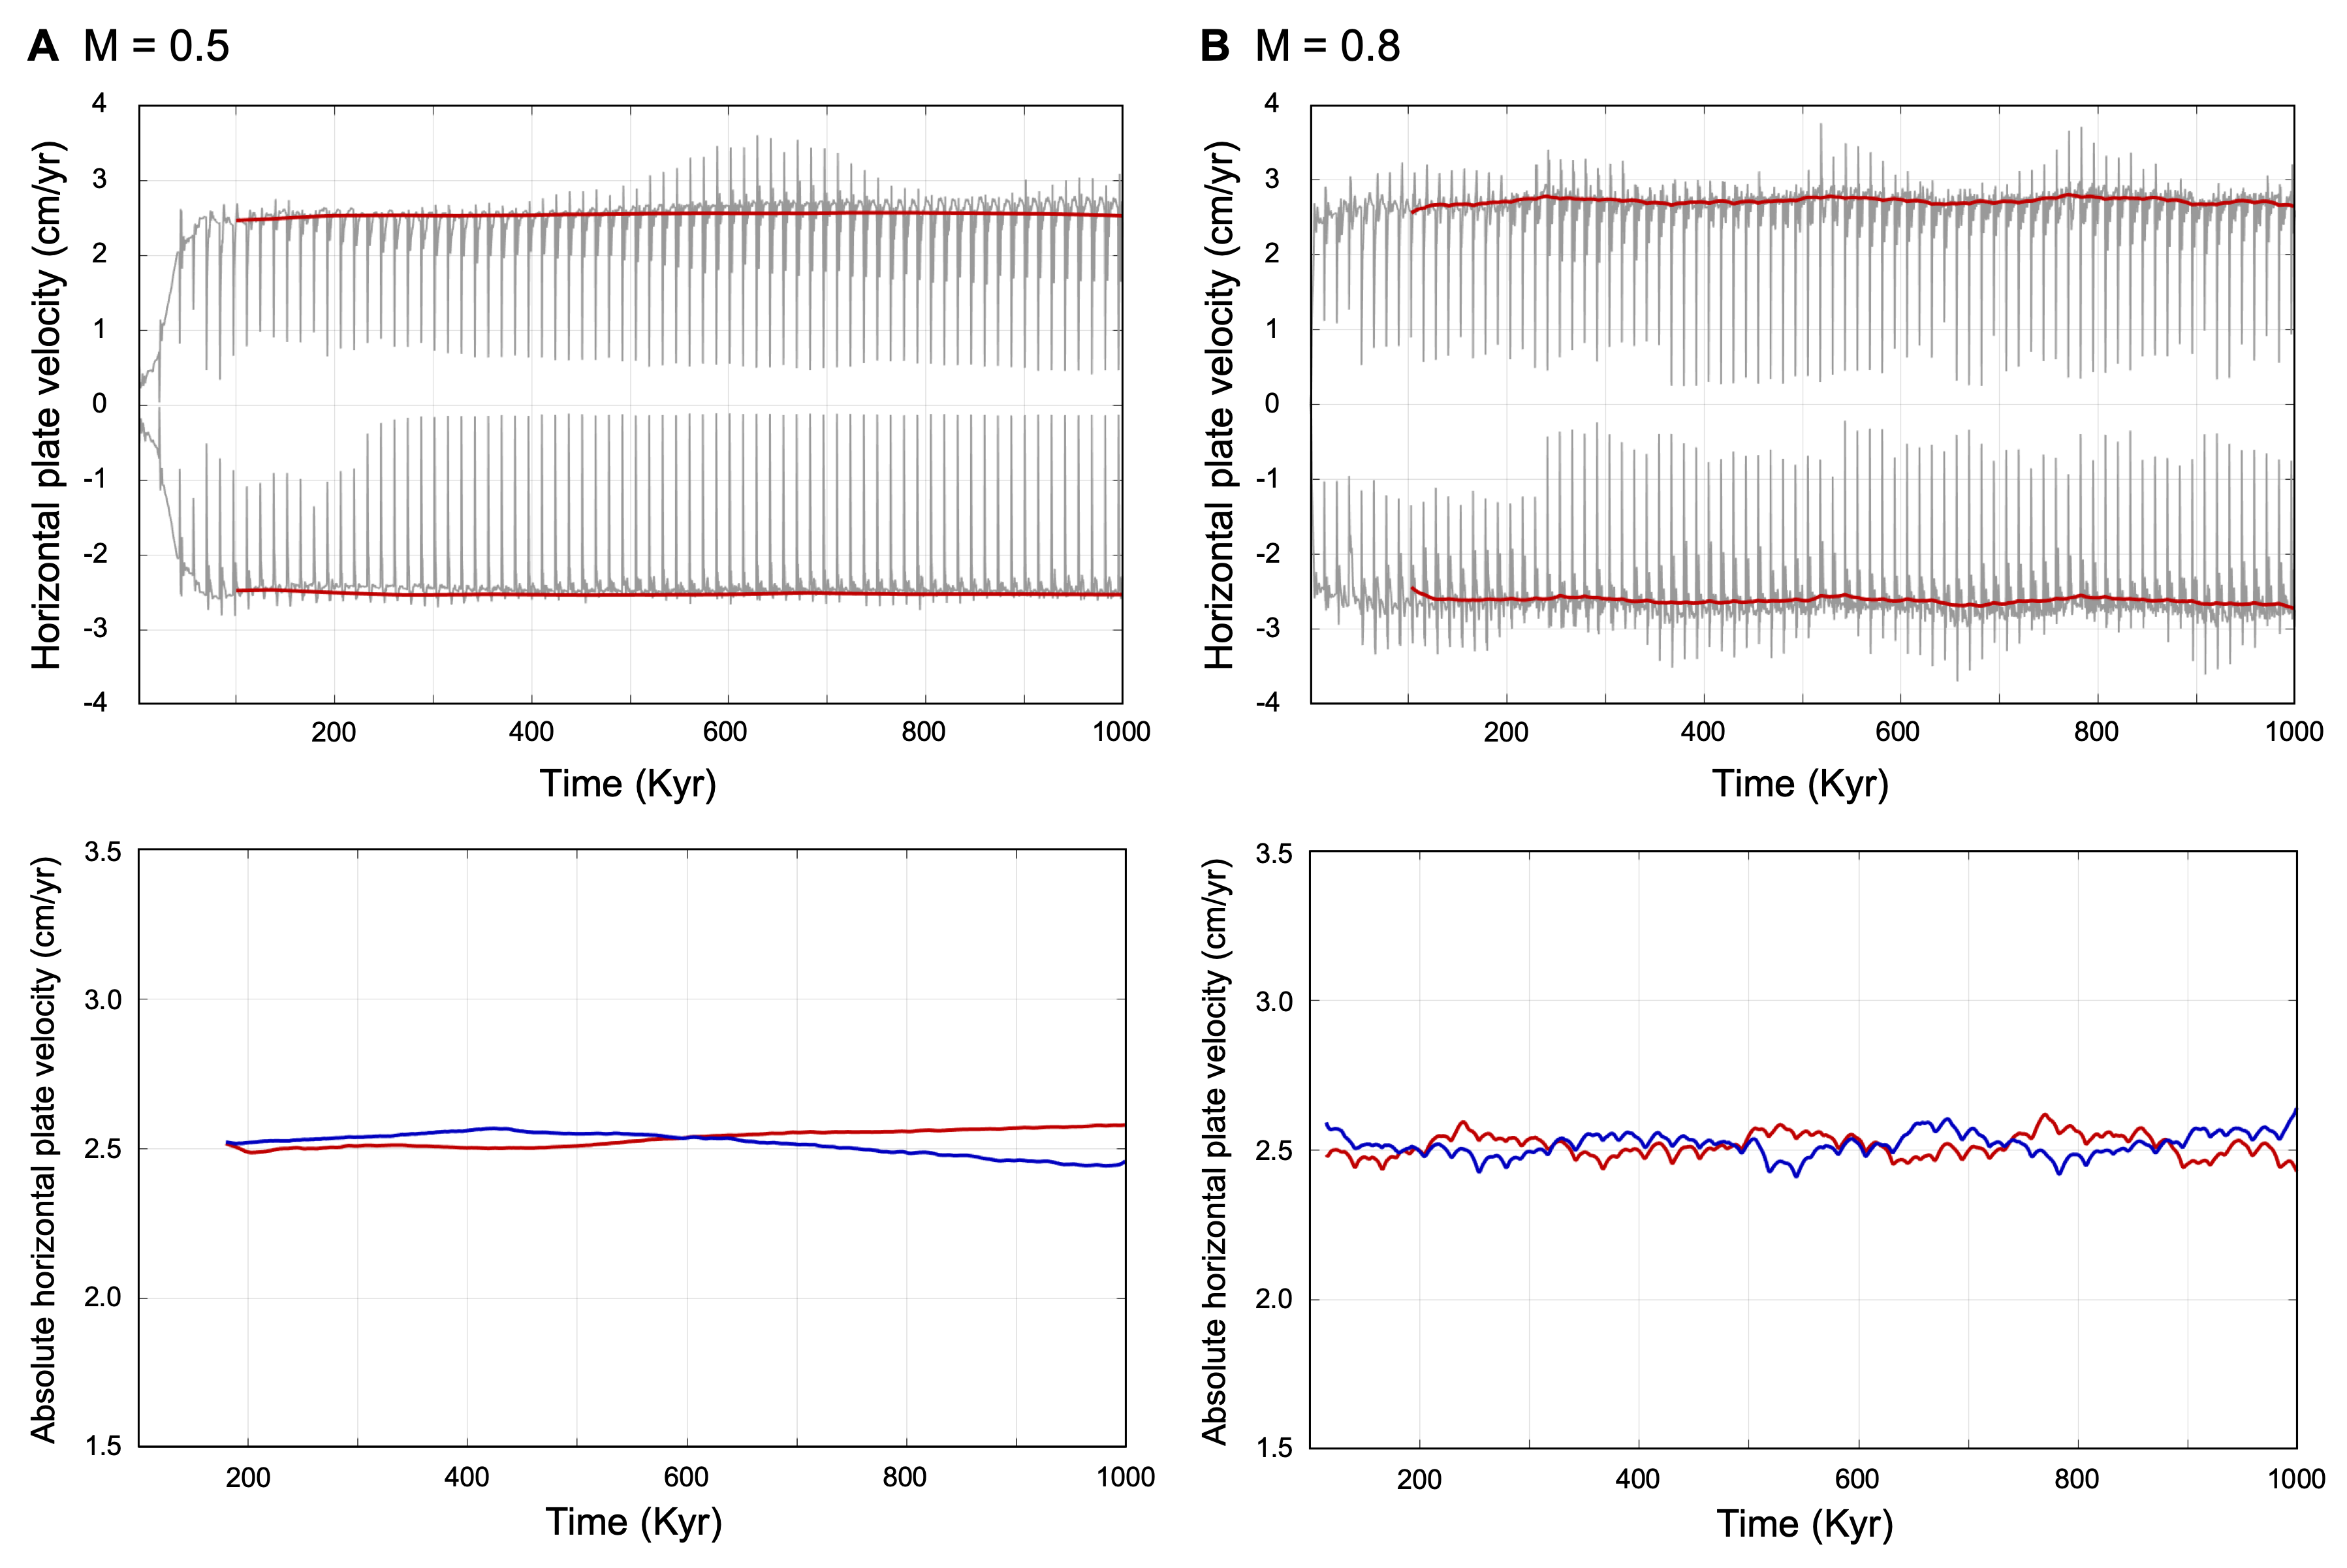 A M = 0.5
4
3
2
1
0
-1
-2
-3
-4
Horizontal plate velocity (cm/yr)
200 400 600 800 1000
Time (Kyr)
B M = 0.8
4
3
2
1
0
-1
-2
-3
-4
Horizontal plate velocity (cm/yr)
200 400 600 800 1000
Time (Kyr)
3.5
3.0
2.5
2.0
1.5
Absolute horizontal plate velocity (cm/yr)
200 400 600 800 1000
Time (Kyr)
3.5
3.0
2.5
2.0
1.5
Absolute horizontal plate velocity (cm/yr)
200 400 600 800 1000
Time (Kyr)